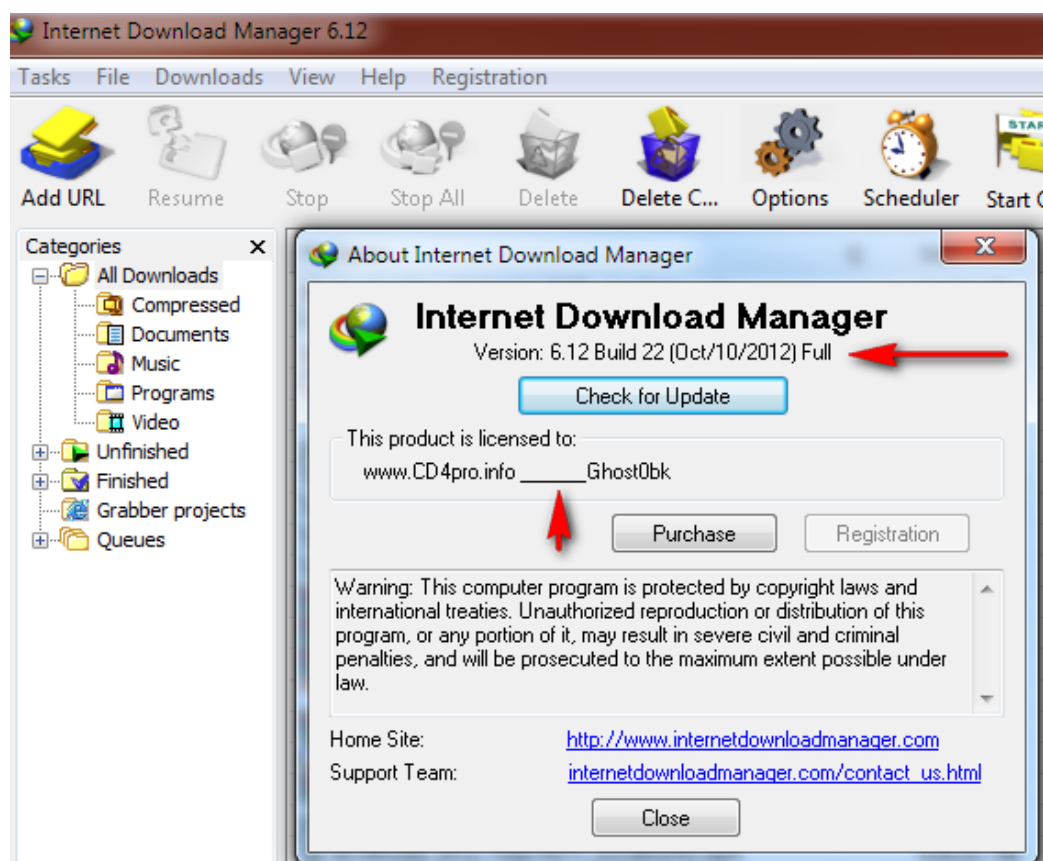 Internet Download Manager 6.12
Tasks File Downloads View Help Registration
Add URL Resume Stop Stop All Delete Delete C... Options Scheduler Start
STAR
Categories
All Downloads
Compressed
Documents
Music
Programs
Video
Unfinished
Finished
Grabber projects
Queues
About Internet Download Manager
Internet Download Manager
Version: 6.12 Build 22 (Oct/10/2012) Full
Check for Update
This product is licensed to:
www.CD4pro.info ______Ghost0bk
Purchase Registration
Warning: This computer program is protected by copyright laws and
international treaties. Unauthorized reproduction or distribution of this
program, or any portion of it, may result in severe civil and criminal
penalties, and will be prosecuted to the maximum extent possible under
law.
Home Site: http://www.internetdownloadmanager.com
Support Team: internetdownloadmanager.com/contact_us.html
Close